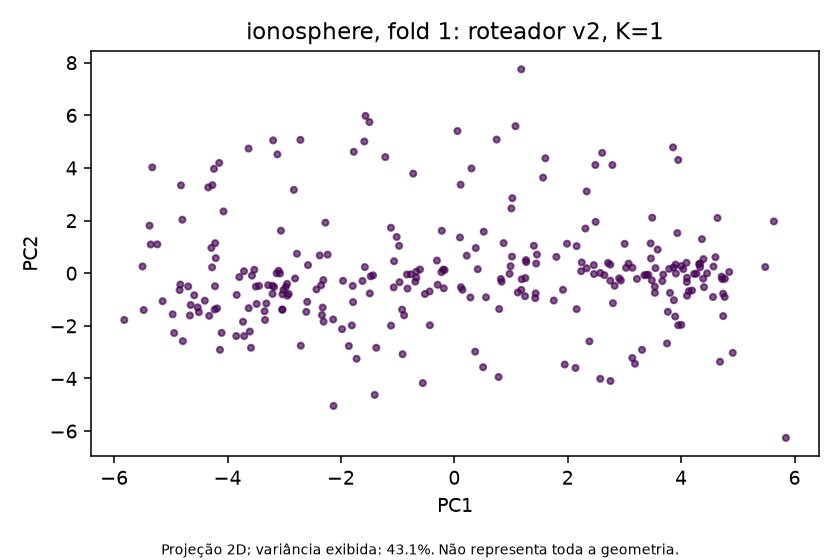 ionosphere, fold 1: roteador v2, K=1
8
6
4
2
0
−2
−4
−6
PC2
−6 −4 −2 0 2 4 6
PC1
Projeção 2D; variância exibida: 43.1%. Não representa toda a geometria.